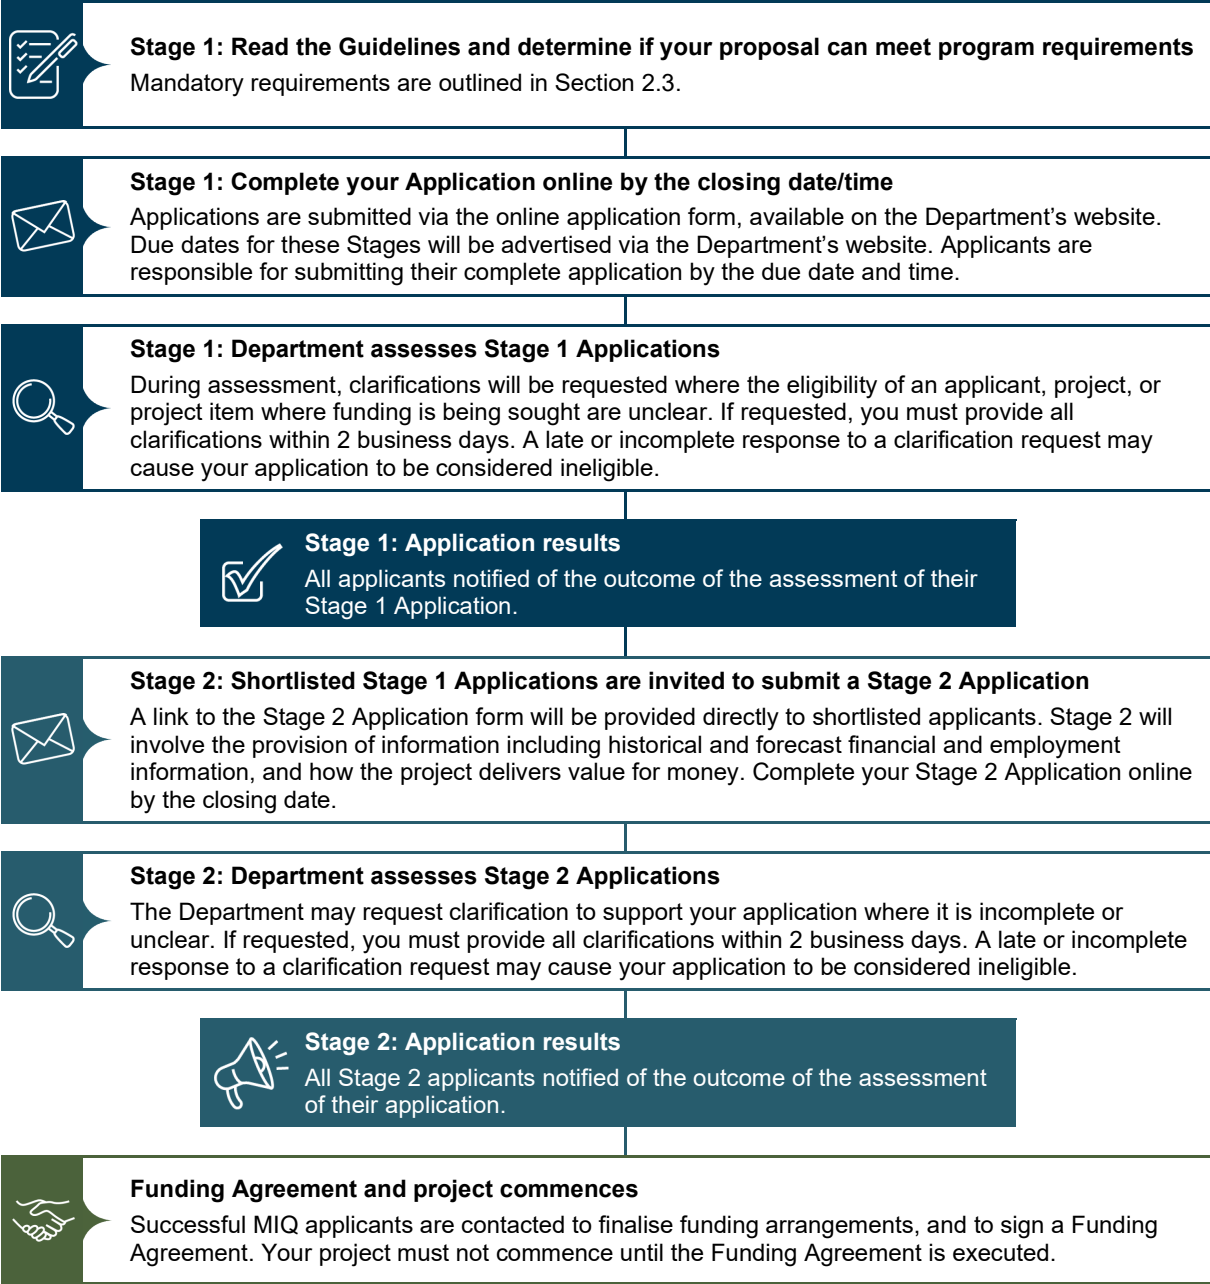 Stage 1: Read the Guidelines and determine if your proposal can meet program requirements
Mandatory requirements are outlined in Section 2.3.
Stage 1: Complete your Application online by the closing date/time
Applications are submitted via the online application form, available on the Department’s website.
Due dates for these Stages will be advertised via the Department’s website. Applicants are
responsible for submitting their complete application by the due date and time.
Stage 1: Department assesses Stage 1 Applications
During assessment, clarifications will be requested where the eligibility of an applicant, project, or
project item where funding is being sought are unclear. If requested, you must provide all
clarifications within 2 business days. A late or incomplete response to a clarification request may
cause your application to be considered ineligible.
Stage 1: Application results
All applicants notified of the outcome of the assessment of their
Stage 1 Application.
Stage 2: Shortlisted Stage 1 Applications are invited to submit a Stage 2 Application
A link to the Stage 2 Application form will be provided directly to shortlisted applicants. Stage 2 will
involve the provision of information including historical and forecast financial and employment
information, and how the project delivers value for money. Complete your Stage 2 Application online
by the closing date.
Stage 2: Department assesses Stage 2 Applications
The Department may request clarification to support your application where it is incomplete or
unclear. If requested, you must provide all clarifications within 2 business days. A late or incomplete
response to a clarification request may cause your application to be considered ineligible.
Stage 2: Application results
All Stage 2 applicants notified of the outcome of the assessment
of their application.
Funding Agreement and project commences
Successful MIQ applicants are contacted to finalise funding arrangements, and to sign a Funding
Agreement. Your project must not commence until the Funding Agreement is executed.